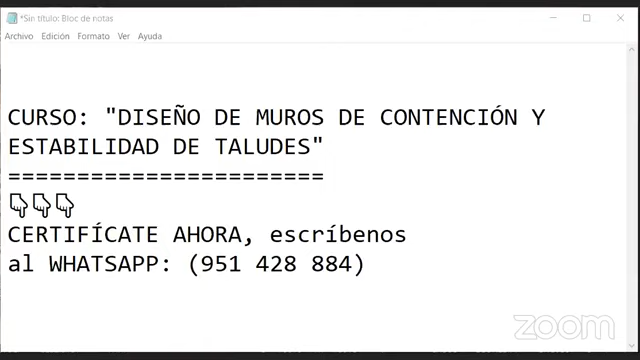 *Sin título: Bloc de notas
Archivo Edición Formato Ver Ayuda
CURSO: "DISEÑO DE MUROS DE CONTENCIÓN Y
ESTABILIDAD DE TALUDES"
=======================
👇👇👇
CERTIFÍCATE AHORA, escríbenos
al WHATSAPP: (951 428 884)
zoom